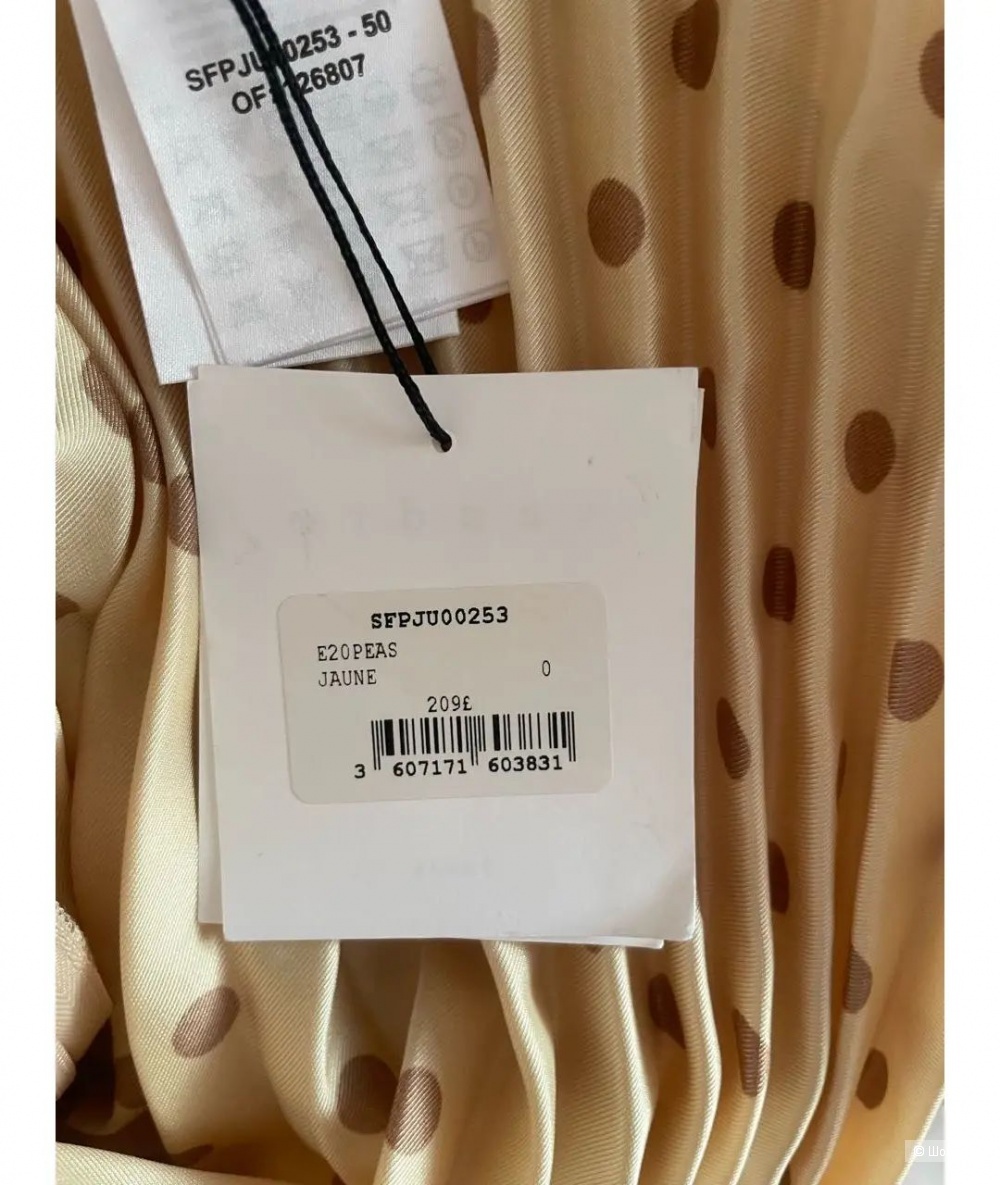 SFPJU00253 - 50
SFPJU00253
E20PEAS
JAUNE 0
209£
3 607171 603831